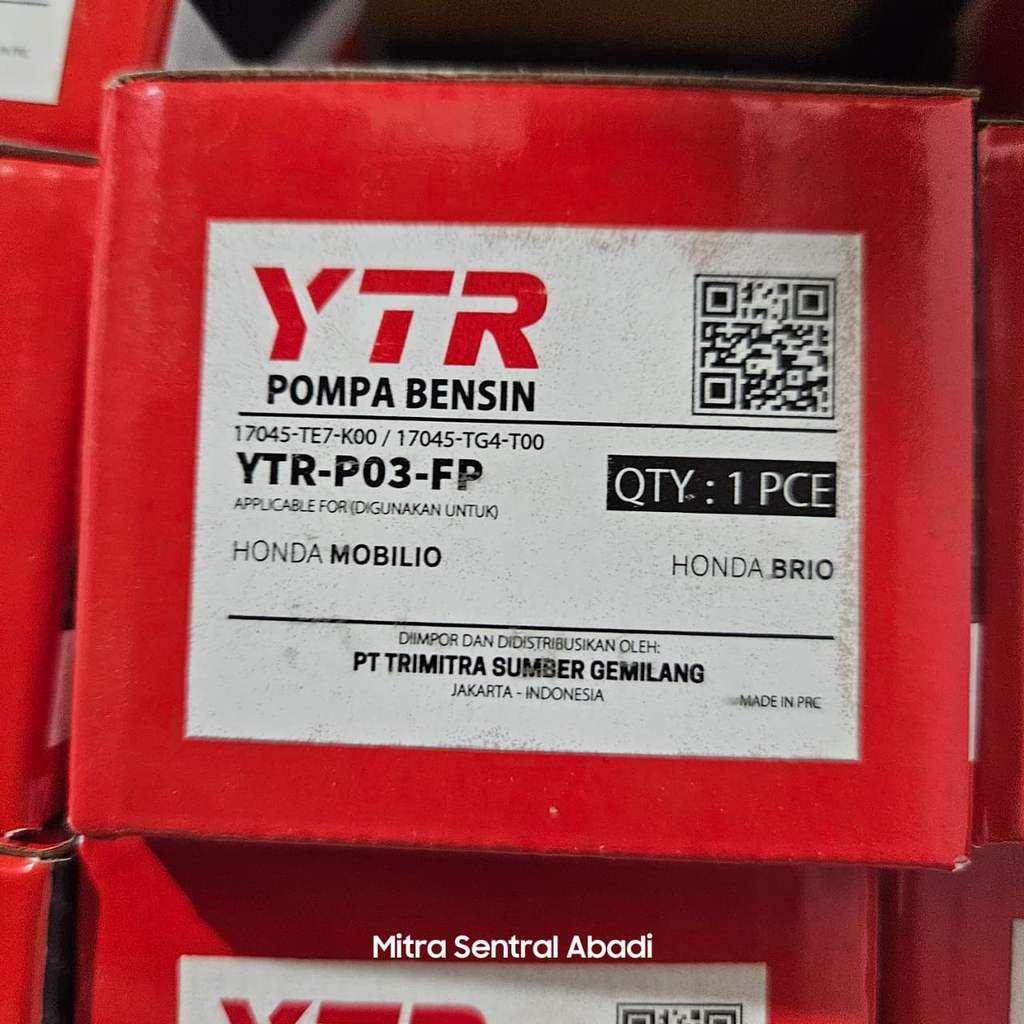 YTR
POMPA BENSIN
17045-TE7-K00 / 17045-TG4-T00
YTR-P03-FP
QTY : 1 PCE
APPLICABLE FOR (DIGUNAKAN UNTUK)
HONDA MOBILIO
HONDA BRIO
DIIMPOR DAN DIDISTRIBUSIKAN OLEH:
PT TRIMITRA SUMBER GEMILANG
JAKARTA - INDONESIA
MADE IN PRC
Mitra Sentral Abadi
YTR